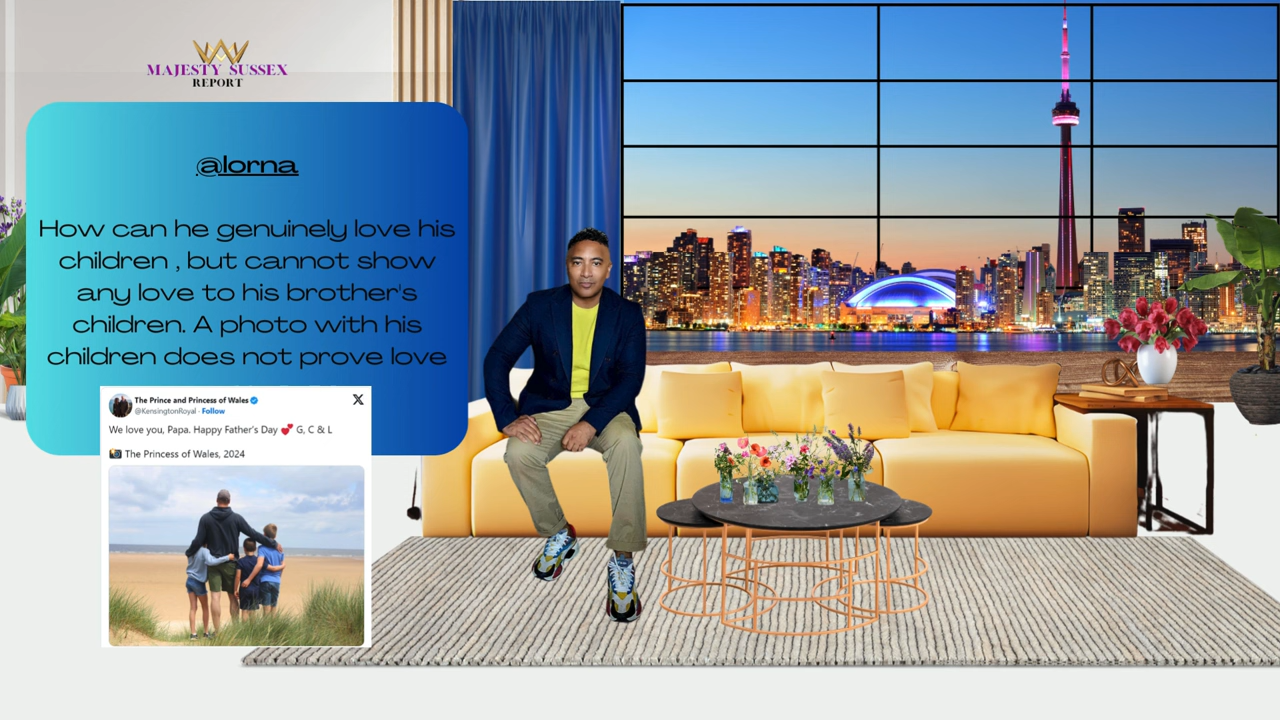 MAJESTY SUSSEX
REPORT
@lorna
How can he genuinely love his
children , but cannot show
any love to his brother's
children. A photo with his
children does not prove love
The Prince and Princess of Wales
@KensingtonRoyal · Follow
X
We love you, Papa. Happy Father's Day 💕 G, C & L
📸 The Princess of Wales, 2024